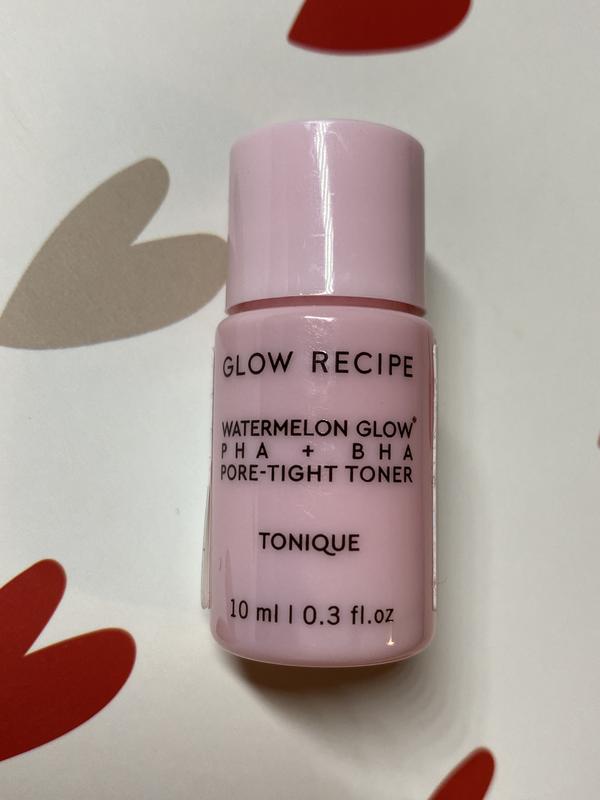 GLOW RECIPE
WATERMELON GLOW*
PHA + BHA
PORE-TIGHT TONER
TONIQUE
10 ml | 0.3 fl.oz